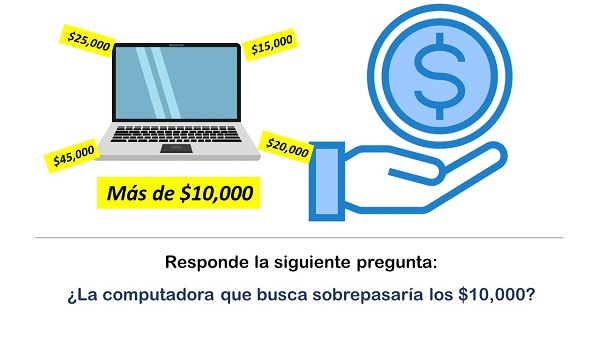 $25,000
$15,000
$
$45,000
$20,000
Más de $10,000
Responde la siguiente pregunta:
¿La computadora que busca sobrepasaría los $10,000?